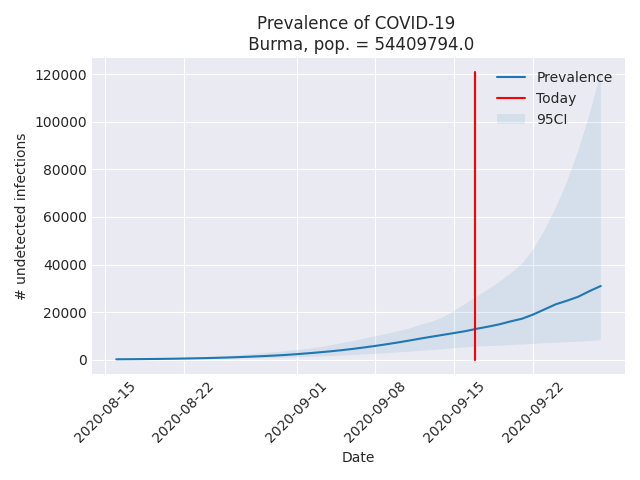 Prevalence of COVID-19
Burma, pop. = 54409794.0
120000
100000
80000
60000
40000
20000
0
# undetected infections
Prevalence
Today
95CI
2020-08-15
2020-08-22
2020-09-01
2020-09-08
2020-09-15
2020-09-22
Date